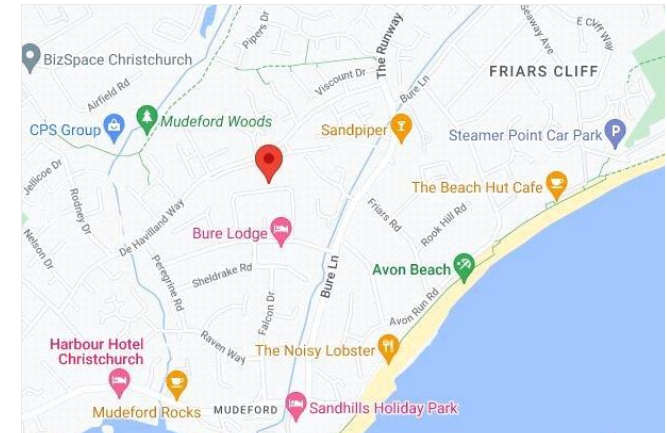 Pipers Dr
Seaway Ave
E Cliff Way
The Runway
BizSpace Christchurch
Viscount Dr
FRIARS CLIFF
Airfield Rd
Bure Ln
CPS Group
Mudeford Woods
Sandpiper
Steamer Point Car Park
P
Jellicoe Dr
Rodney Dr
The Beach Hut Cafe
Friars Rd
Rook Hill Rd
De Havilland Way
Bure Lodge
Nelson Dr
Peregrine Rd
Sheldrake Rd
Bure Ln
Avon Beach
Falcon Dr
Avon Run Rd
Raven Way
Harbour Hotel
Christchurch
The Noisy Lobster
Mudeford Rocks
MUDEFORD
Sandhills Holiday Park